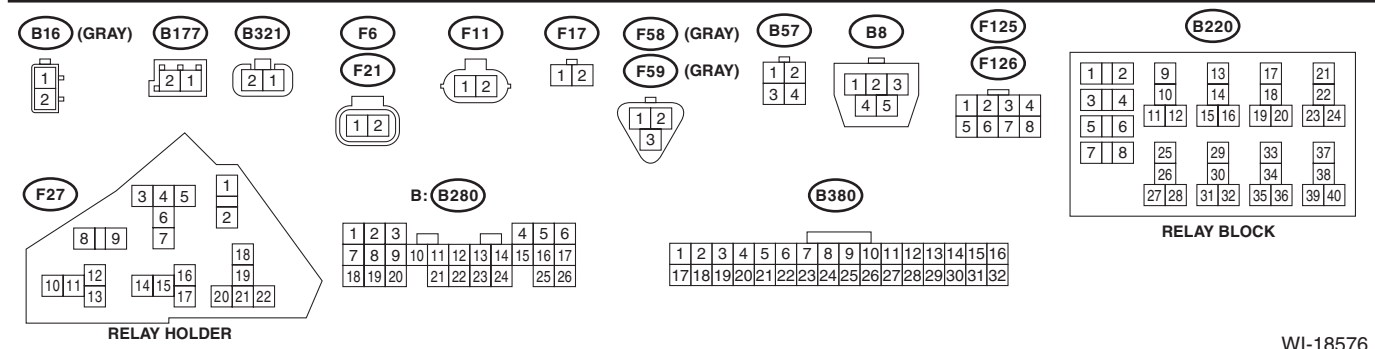 B16 (GRAY) B177 B321 F6 F11 F17 F58 (GRAY) B57 B8 F125 B220
F21 F59 (GRAY) F126
1 2 1 2 1 1 2 1 2 1 2 1 2 1 2 3 1 2 9 13 17 21
2 1 2 3 3 4 4 5 1 2 3 4 3 4 10 14 18 22
5 6 7 8 11 12 15 16 19 20 23 24
5 6
7 8 25 29 33 37
26 30 34 38
27 28 31 32 35 36 39 40
RELAY BLOCK
F27
3 4 5 1
6 2
8 9 7
18
12 16 19
10 11 13 14 15 17 20 21 22
RELAY HOLDER
B: B280
1 2 3 4 5 6
7 8 9 10 11 12 13 14 15 16 17
18 19 20 21 22 23 24 25 26
B380
1 2 3 4 5 6 7 8 9 10 11 12 13 14 15 16
17 18 19 20 21 22 23 24 25 26 27 28 29 30 31 32
WI-18576